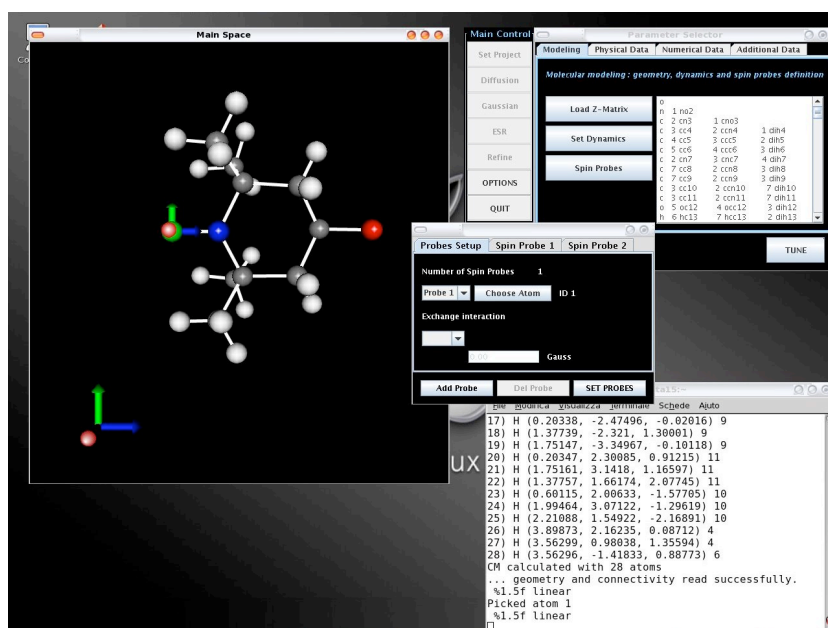 Main Space
Main Control
Set Project
Diffusion
Gaussian
ESR
Refine
OPTIONS
QUIT
Parameter Selector
Modeling Physical Data Numerical Data Additional Data
Molecular modeling : geometry, dynamics and spin probes definition
Load Z-Matrix
Set Dynamics
Spin Probes
o
n 1 no2
c 2 cn3 1 cno3
c 3 cc4 2 ccn4 1 dih4
c 4 cc5 3 ccc5 2 dih5
c 5 cc6 4 ccc6 3 dih6
c 2 cn7 3 cnc7 4 dih7
c 7 cc8 2 ccn8 3 dih8
c 7 cc9 2 ccn9 3 dih9
c 3 cc10 2 ccn10 7 dih10
c 3 cc11 2 ccn11 7 dih11
o 5 oc12 4 occ12 3 dih12
h 6 hc13 7 hcc13 2 dih13
TUNE
Probes Setup Spin Probe 1 Spin Probe 2
Number of Spin Probes 1
Probe 1 Choose Atom ID 1
Exchange interaction
0.00 Gauss
Add Probe Del Probe SET PROBES
File Modifica Visualizza Terminale Schede Aiuto
17) H (0.20338, -2.47496, -0.02016) 9
18) H (1.37739, -2.321, 1.30001) 9
19) H (1.75147, -3.34967, -0.10118) 9
20) H (0.20347, 2.30085, 0.91215) 11
21) H (1.75161, 3.1418, 1.16597) 11
22) H (1.37757, 1.66174, 2.07745) 11
23) H (0.60115, 2.00633, -1.57705) 10
24) H (1.99464, 3.07122, -1.29619) 10
25) H (2.21088, 1.54922, -2.16891) 10
26) H (3.89873, 2.16235, 0.08712) 4
27) H (3.56299, 0.98038, 1.35594) 4
28) H (3.56296, -1.41833, 0.88773) 6
CM calculated with 28 atoms
... geometry and connectivity read successfully.
%1.5f linear
Picked atom 1
%1.5f linear